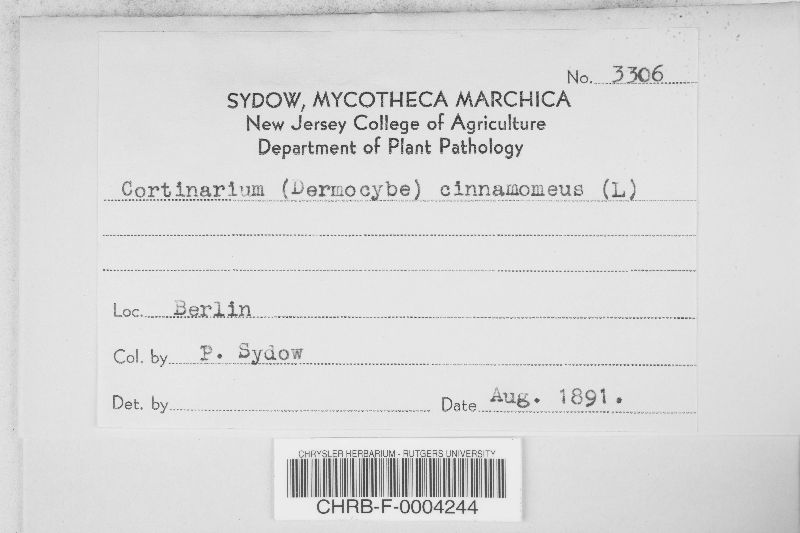 No. 3306
SYDOW, MYCOTHECA MARCHICA
New Jersey College of Agriculture
Department of Plant Pathology
Cortinarium (Dermocybe) cinnamomeus (L)
Loc. Berlin
Col. by P. Sydow
Det. by Date Aug. 1891.
CHRYSLER HERBARIUM - RUTGERS UNIVERSITY
CHRB-F-0004244